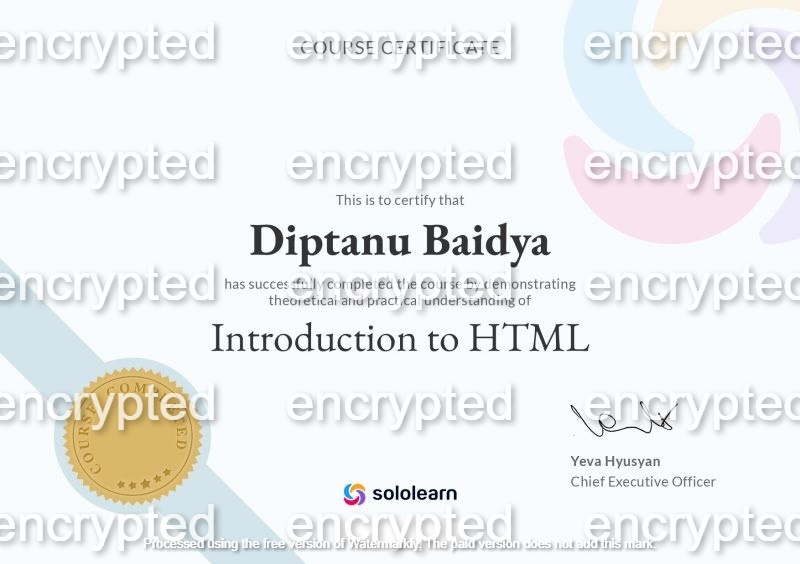 encrypted encrypted encrypted
COURSE CERTIFICATE
encrypted encrypted encrypted
This is to certify that
Diptanu Baidya
has successfully completed the course by demonstrating
encrypted encrypted encrypted
theoretical and practical understanding of
Introduction to HTML
COURSE COMPLETED
encrypted encrypted encrypted
Yeva Hyusyan
Chief Executive Officer
sololearn
encrypted encrypted encrypted
Processed using the free version of Watermarkly. The paid version does not add this mark.